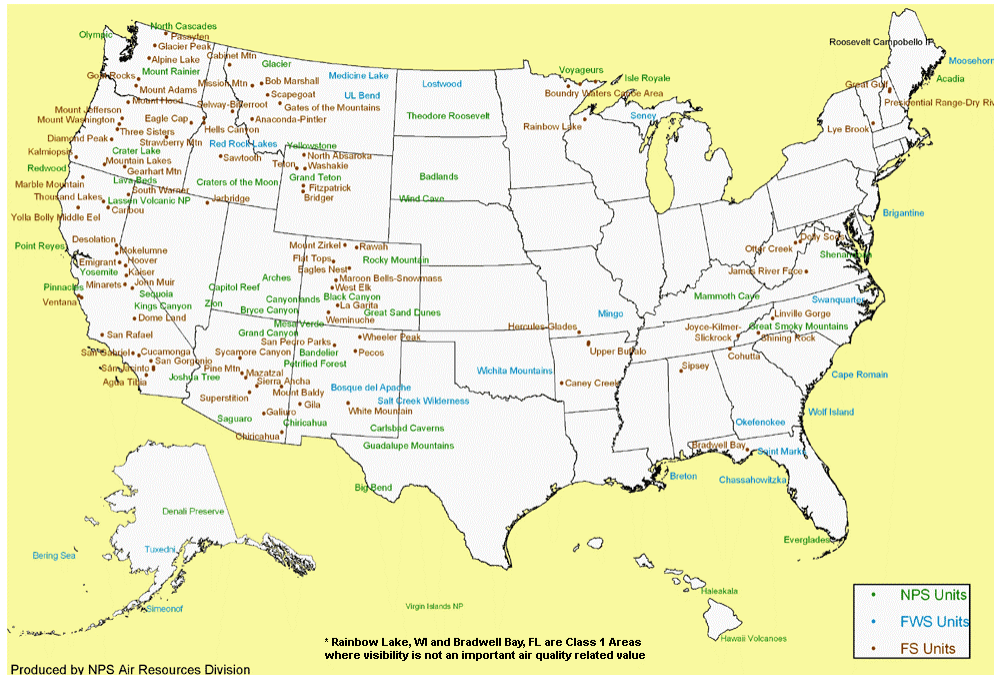 North Cascades
Olympic
Pasayten
Glacier Peak
Alpine Lake
Cabinet Mtn
Glacier
Goat Rocks
Mount Rainier
Mission Mtn
Bob Marshall
Medicine Lake
Lostwood
Voyageurs
Isle Royale
Roosevelt Campobello IP
Moosehorn
Acadia
Mount Adams
Scapegoat
UL Bend
Boundry Waters Canoe Area
Great Gulf
Mount Hood
Selway-Bitterroot
Gates of the Mountains
Presidential Range-Dry Riv
Mount Jefferson
Mount Washington
Eagle Cap
Anaconda-Pintler
Theodore Roosevelt
Rainbow Lake
Seney
Lye Brook
Three Sisters
Hells Canyon
Diamond Peak
Strawberry Mtn
Red Rock Lakes
Yellowstone
Kalmiopsis
Crater Lake
Sawtooth
North Absaroka
Mountain Lakes
Teton
Washakie
Redwood
Gearhart Mtn
Grand Teton
Badlands
Marble Mountain
Lava Beds
Craters of the Moon
Fitzpatrick
South Warner
Bridger
Wind Cave
Thousand Lakes
Lassen Volcanic NP
Jarbridge
Yolla Bolly Middle Eel
Caribou
Brigantine
Point Reyes
Desolation
Mokelumne
Mount Zirkel
Rawah
Dolly Sods
Otter Creek
Hoover
Flat Tops
Rocky Mountain
Shenandoah
Emigrant
Kaiser
Eagles Nest
James River Face
Yosemite
Arches
Maroon Bells-Snowmass
Pinnacles
Minarets
John Muir
Capitol Reef
West Elk
Ventana
Sequoia
Canyonlands
Black Canyon
Mammoth Cave
Swanquarter
Kings Canyon
Zion
Bryce Canyon
La Garita
Great Sand Dunes
Mingo
Linville Gorge
Dome Land
Weminuche
Mesa Verde
Hercules-Glades
Joyce-Kilmer-
Slickrock
Great Smoky Mountains
San Rafael
Grand Canyon
Wheeler Peak
Shining Rock
San Pedro Parks
San Gabriel
Cucamonga
Sycamore Canyon
Bandelier
Pecos
Upper Buffalo
Cohutta
San Gorgonio
Petrified Forest
San Jacinto
Pine Mtn
Mazatzal
Wichita Mountains
Sipsey
Cape Romain
Agua Tibia
Joshua Tree
Sierra Ancha
Bosque del Apache
Caney Creek
Superstition
Mount Baldy
Salt Creek Wilderness
Gila
White Mountain
Wolf Island
Saguaro
Galiuro
Chiricahua
Okefenokee
Chiricahua
Carlsbad Caverns
Guadalupe Mountains
Bradwell Bay
Saint Marks
Breton
Chassahowitzka
Big Bend
Denali Preserve
Everglades
Bering Sea
Tuxedni
Simeonof
Virgin Islands NP
Haleakala
Hawaii Volcanoes
NPS Units
FWS Units
FS Units
* Rainbow Lake, WI and Bradwell Bay, FL are Class 1 Areas
where visibility is not an important air quality related value
Produced by NPS Air Resources Division